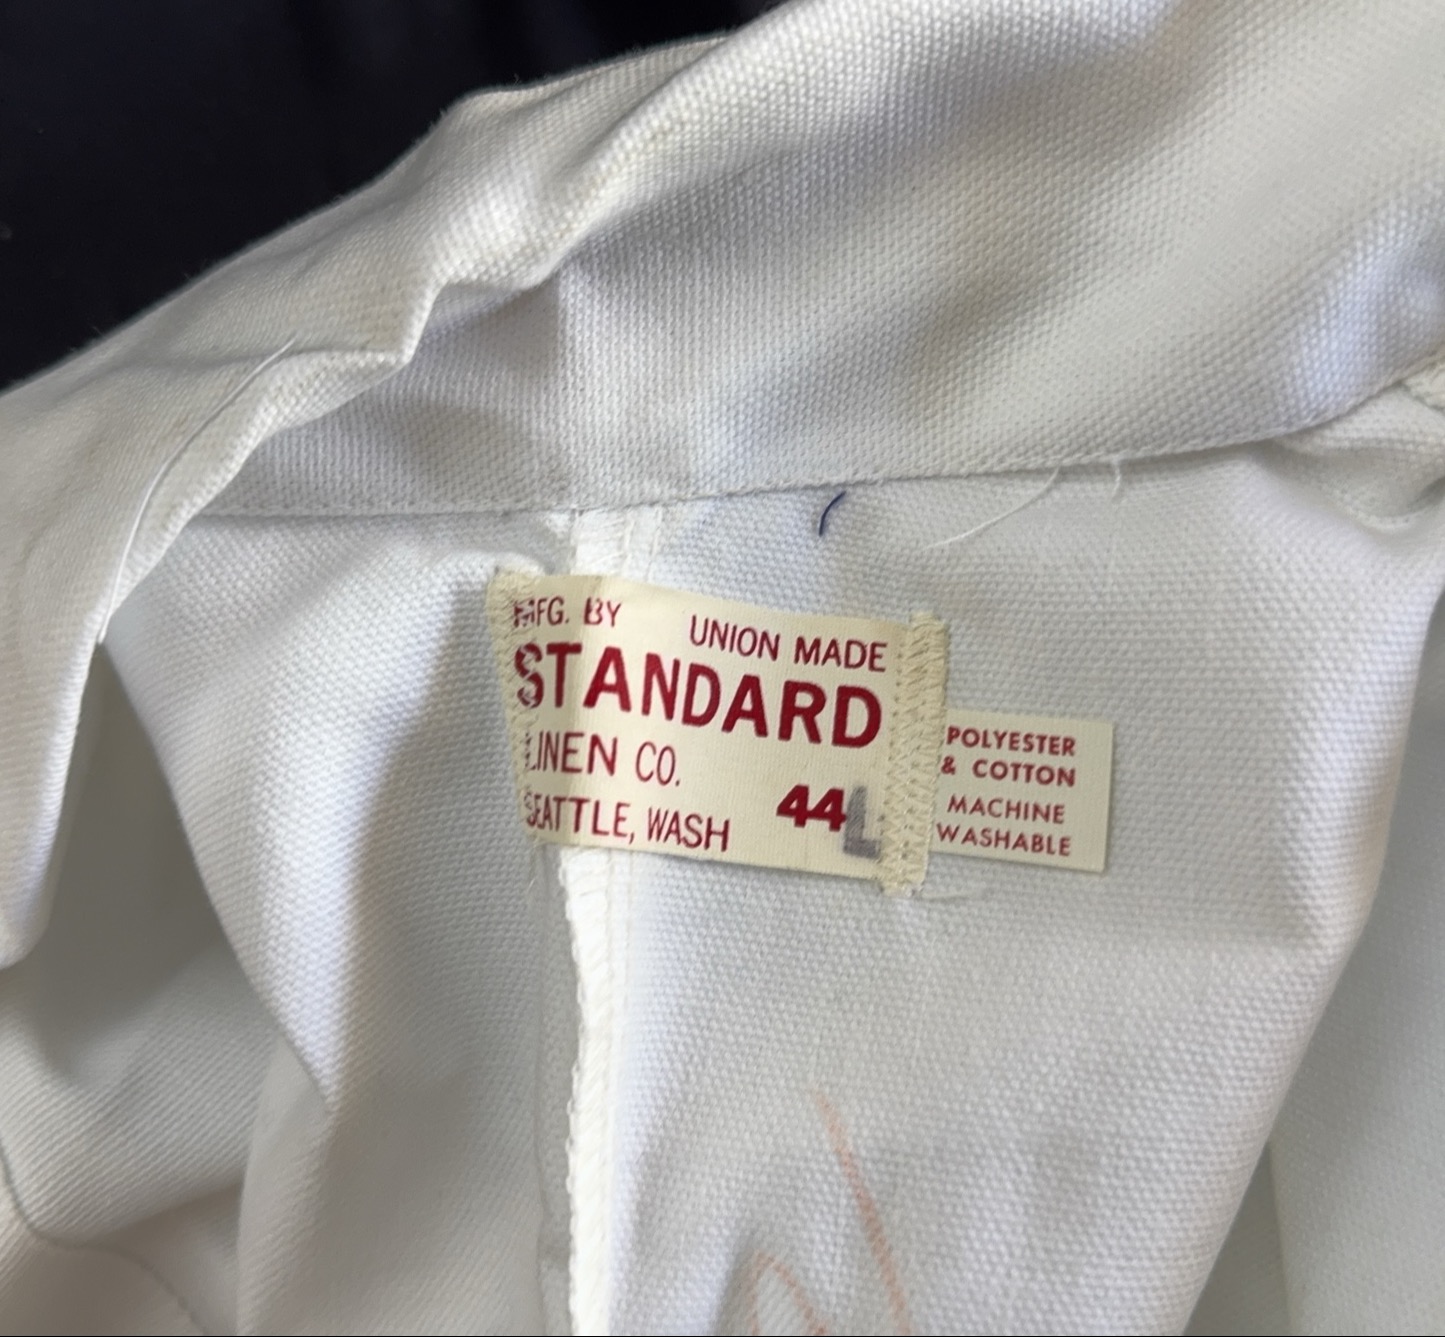 MFG. BY UNION MADE
STANDARD
LINEN CO.
SEATTLE, WASH 44L
POLYESTER
& COTTON
MACHINE
WASHABLE